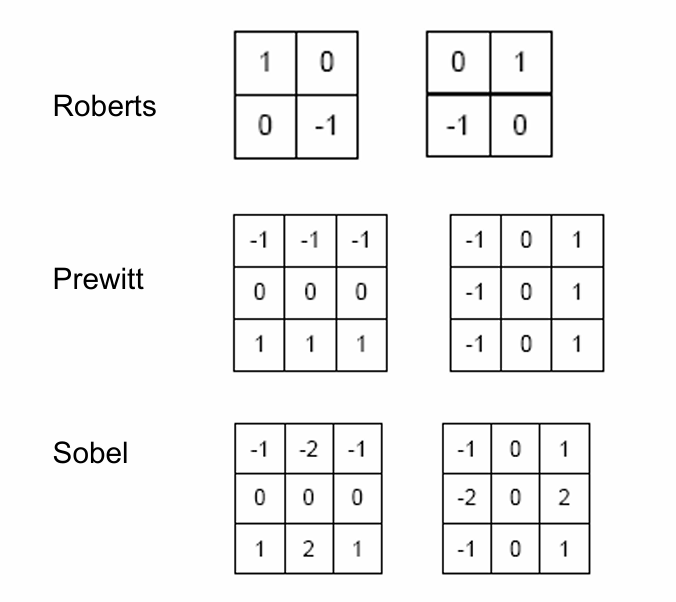 1 0 0 1
Roberts
0 -1 -1 0
-1 -1 -1 -1 0 1
Prewitt
0 0 0 -1 0 1
1 1 1 -1 0 1
Sobel
-1 -2 -1 -1 0 1
0 0 0 -2 0 2
1 2 1 -1 0 1